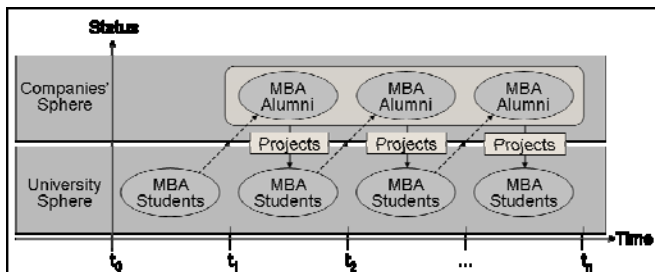 Status
Companies'
Sphere
MBA
Alumni
MBA
Alumni
MBA
Alumni
Projects
Projects
Projects
University
Sphere
MBA
Students
MBA
Students
MBA
Students
MBA
Students
Time
t0
t1
t2
...
tn